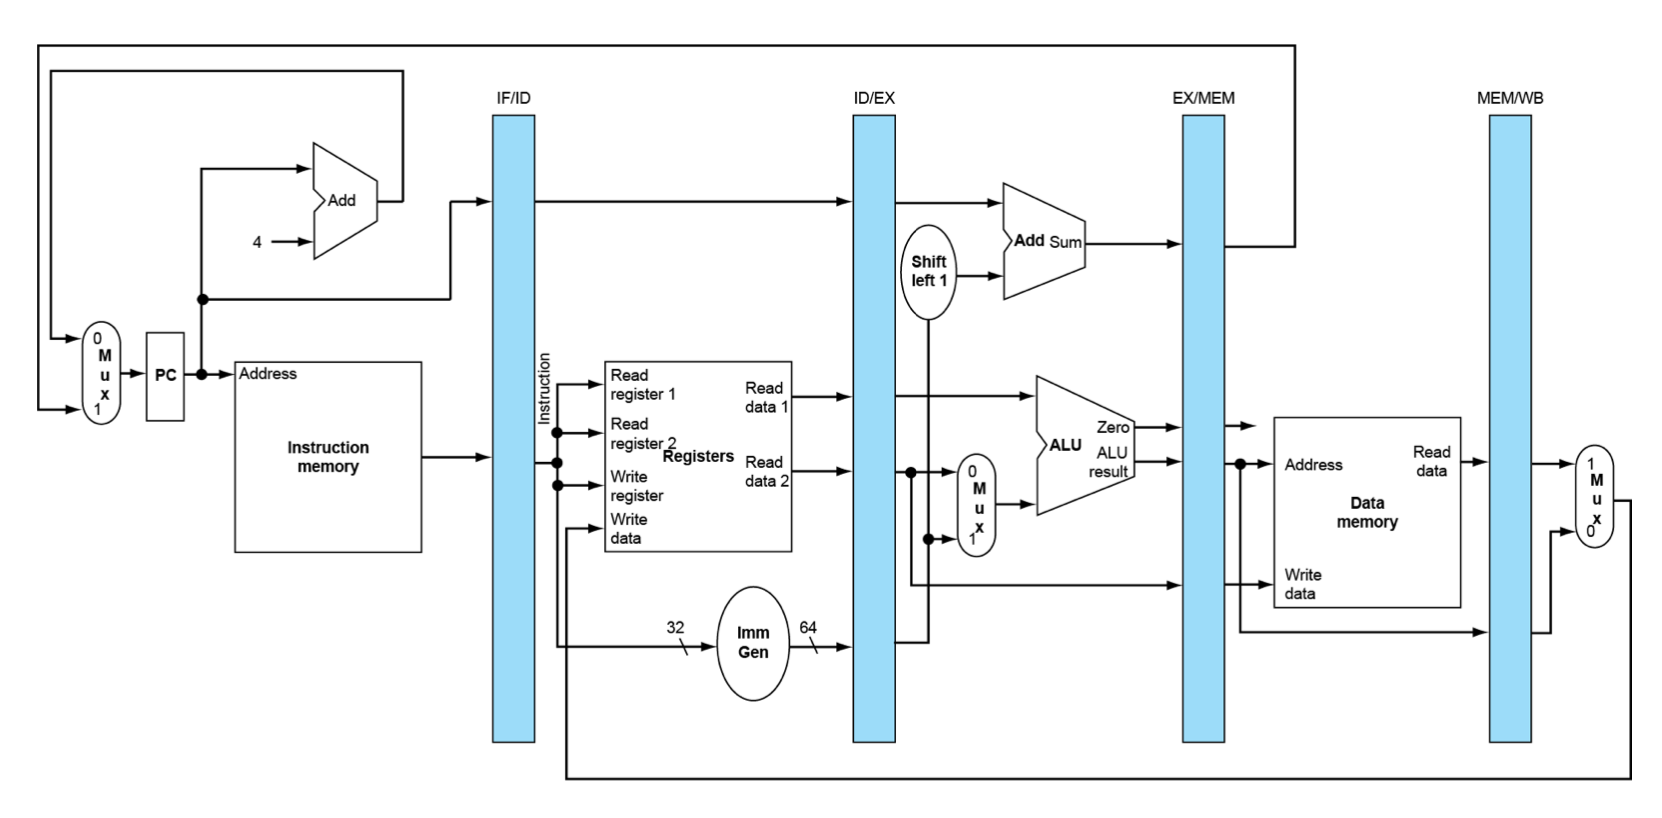 IF/ID
ID/EX
EX/MEM
MEM/WB
Add
4
Shift
left 1
Add Sum
0
M
u
x
1
PC
Address
Instruction
memory
Instruction
Read
register 1
Read
register 2
Registers
Write
register
Write
data
Read
data 1
Read
data 2
32
Imm
Gen
64
0
M
u
x
1
Zero
ALU
ALU
result
Address
Read
data
Data
memory
Write
data
1
M
u
x
0